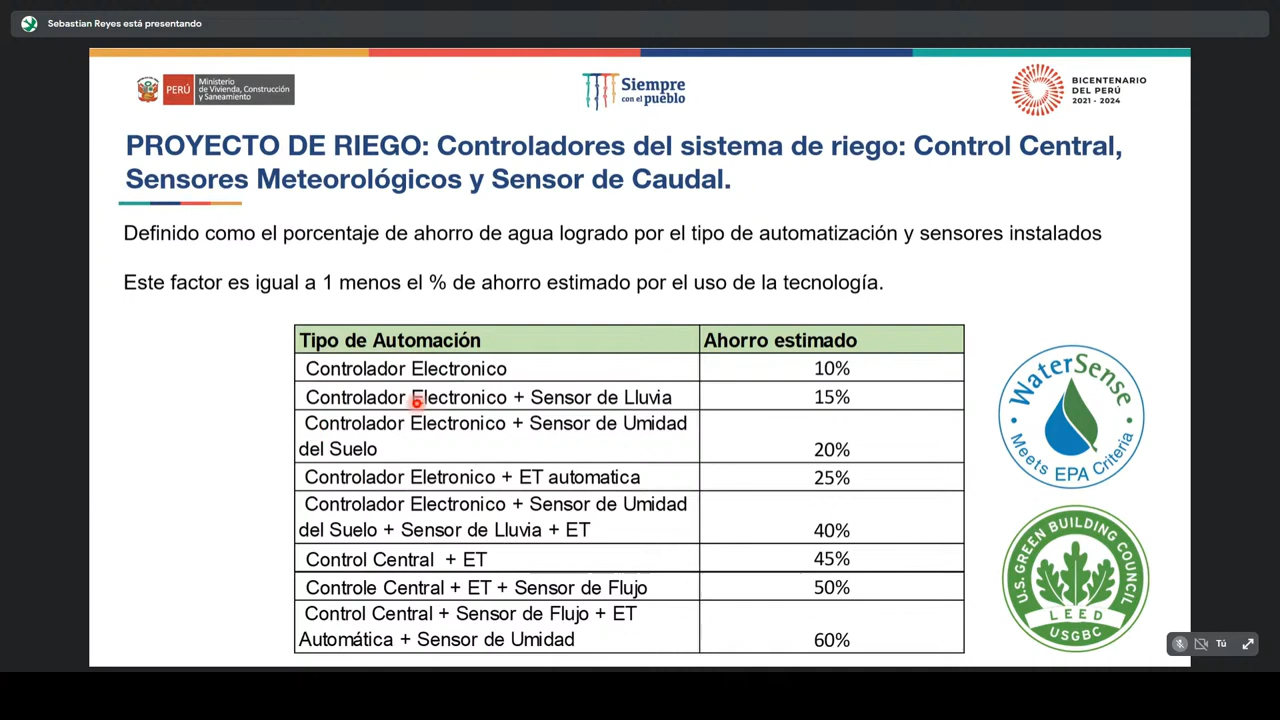 Sebastian Reyes está presentando
PERÚ
Ministerio
de Vivienda, Construcción
y Saneamiento
Siempre
con el pueblo
BICENTENARIO
DEL PERÚ
2021 - 2024
PROYECTO DE RIEGO: Controladores del sistema de riego: Control Central,
Sensores Meteorológicos y Sensor de Caudal.
Definido como el porcentaje de ahorro de agua logrado por el tipo de automatización y sensores instalados
Este factor es igual a 1 menos el % de ahorro estimado por el uso de la tecnología.
Tipo de Automación Ahorro estimado
Controlador Electronico 10%
Controlador Electronico + Sensor de Lluvia 15%
Controlador Electronico + Sensor de Umidad
del Suelo 20%
Controlador Eletronico + ET automatica 25%
Controlador Electronico + Sensor de Umidad
del Suelo + Sensor de Lluvia + ET 40%
Control Central + ET 45%
Controle Central + ET + Sensor de Flujo 50%
Control Central + Sensor de Flujo + ET
Automática + Sensor de Umidad 60%
WaterSense
Meets EPA Criteria
U.S. GREEN BUILDING COUNCIL
LEED
USGBC
Tú